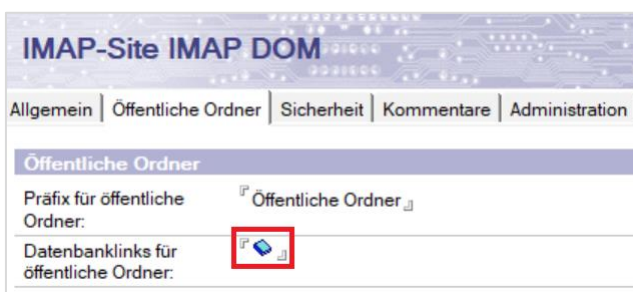 IMAP-Site IMAP DOM
Allgemein Öffentliche Ordner Sicherheit Kommentare Administration
Öffentliche Ordner
Präfix für öffentliche
Ordner:
Öffentliche Ordner
Datenbanklinks für
öffentliche Ordner: